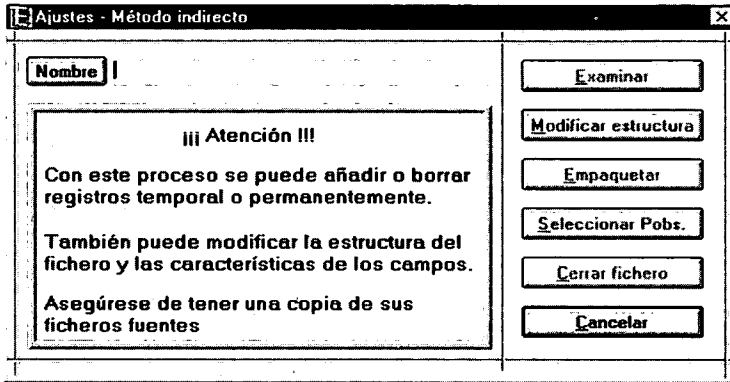 Ajustes - Método indirecto
Nombre
Examinar
¡¡¡ Atención !!!
Modificar estructura
Con este proceso se puede añadir o borrar
registros temporal o permanentemente.
Empaquetar
Seleccionar Pobs.
También puede modificar la estructura del
fichero y las características de los campos.
Cerrar fichero
Asegúrese de tener una copia de sus
ficheros fuentes
Cancelar